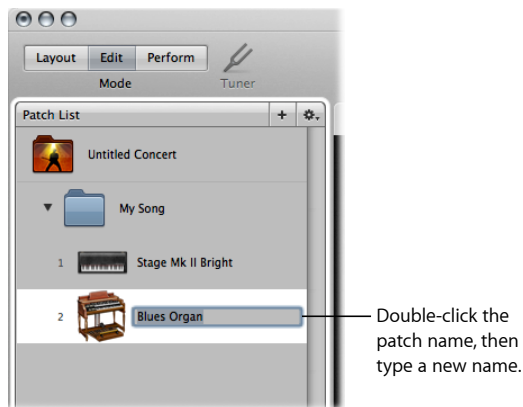 Layout Edit Perform
Mode Tuner
Patch List +
Untitled Concert
My Song
1 Stage Mk II Bright
2 Blues Organ
Double-click the
patch name, then
type a new name.